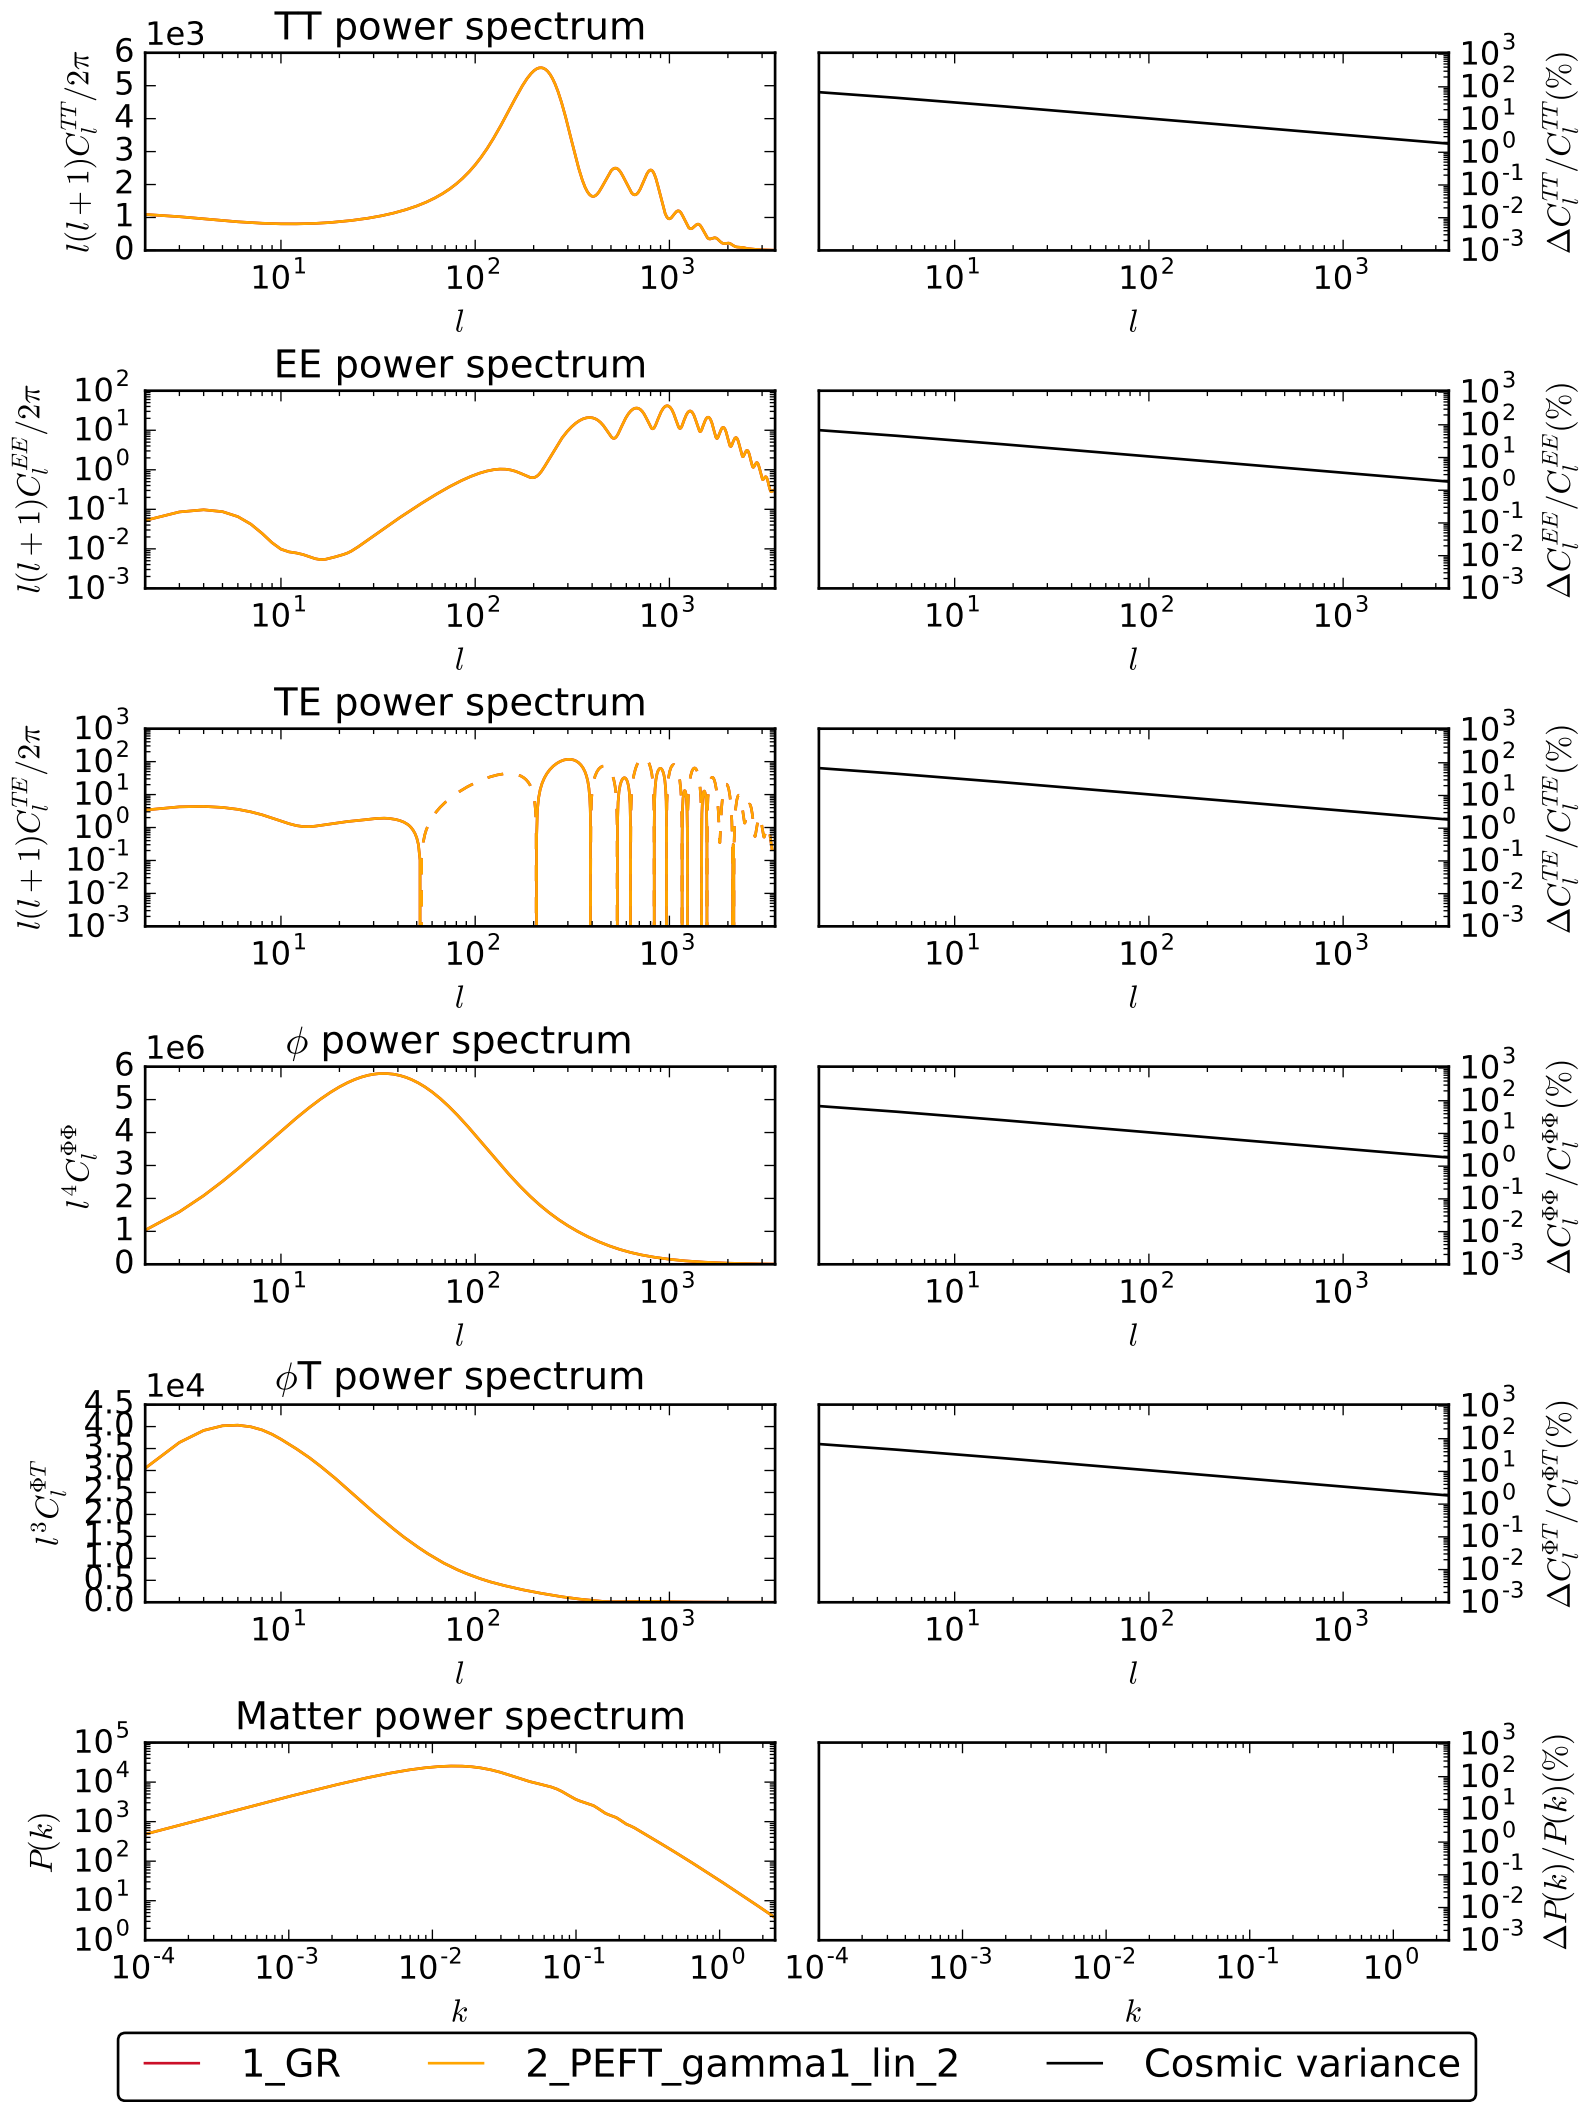 TT power spectrum
1e3
6
5
4
3
2
1
0
l(l+1)C_l^{TT}/2π
10^1 10^2 10^3
l
10^3
10^2
10^1
10^0
10^-1
10^-2
10^-3
ΔC_l^{TT}/C_l^{TT}(%)
10^1 10^2 10^3
l
EE power spectrum
10^2
10^1
10^0
10^-1
10^-2
10^-3
l(l+1)C_l^{EE}/2π
10^1 10^2 10^3
l
10^3
10^2
10^1
10^0
10^-1
10^-2
10^-3
ΔC_l^{EE}/C_l^{EE}(%)
10^1 10^2 10^3
l
TE power spectrum
10^3
10^2
10^1
10^0
10^-1
10^-2
10^-3
l(l+1)C_l^{TE}/2π
10^1 10^2 10^3
l
10^3
10^2
10^1
10^0
10^-1
10^-2
10^-3
ΔC_l^{TE}/C_l^{TE}(%)
10^1 10^2 10^3
l
ϕ power spectrum
1e6
6
5
4
3
2
1
0
l^4C_l^{ΦΦ}
10^1 10^2 10^3
l
10^3
10^2
10^1
10^0
10^-1
10^-2
10^-3
ΔC_l^{ΦΦ}/C_l^{ΦΦ}(%)
10^1 10^2 10^3
l
ϕT power spectrum
1e4
4.5
4.0
3.5
3.0
2.5
2.0
1.5
1.0
0.5
0.0
l^3C_l^{ΦT}
10^1 10^2 10^3
l
10^3
10^2
10^1
10^0
10^-1
10^-2
10^-3
ΔC_l^{ΦT}/C_l^{ΦT}(%)
10^1 10^2 10^3
l
Matter power spectrum
10^5
10^4
10^3
10^2
10^1
10^0
P(k)
10^-4 10^-3 10^-2 10^-1 10^0
k
10^3
10^2
10^1
10^0
10^-1
10^-2
10^-3
ΔP(k)/P(k)(%)
10^-4 10^-3 10^-2 10^-1 10^0
k
1_GR 2_PEFT_gamma1_lin_2 Cosmic variance